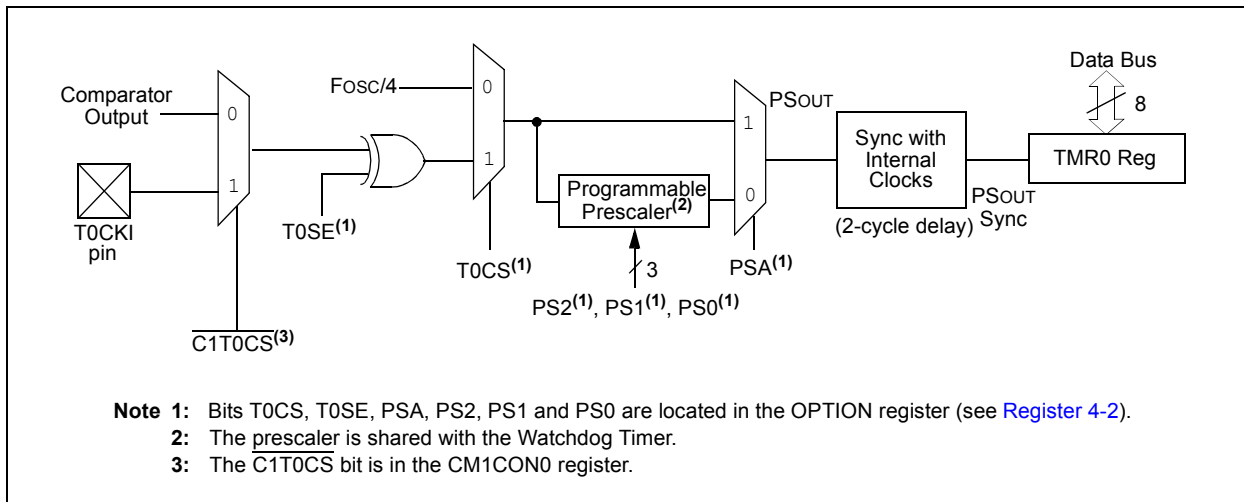 Comparator
Output
0
1
T0CKI
pin
C1T0CS(3)
T0SE(1)
FOSC/4
0
1
T0CS(1)
Programmable
Prescaler(2)
3
PS2(1), PS1(1), PS0(1)
PSOUT
1
0
PSA(1)
Sync with
Internal
Clocks
(2-cycle delay)
PSOUT
Sync
Data Bus
8
TMR0 Reg
Note 1: Bits T0CS, T0SE, PSA, PS2, PS1 and PS0 are located in the OPTION register (see Register 4-2).
2: The prescaler is shared with the Watchdog Timer.
3: The C1T0CS bit is in the CM1CON0 register.